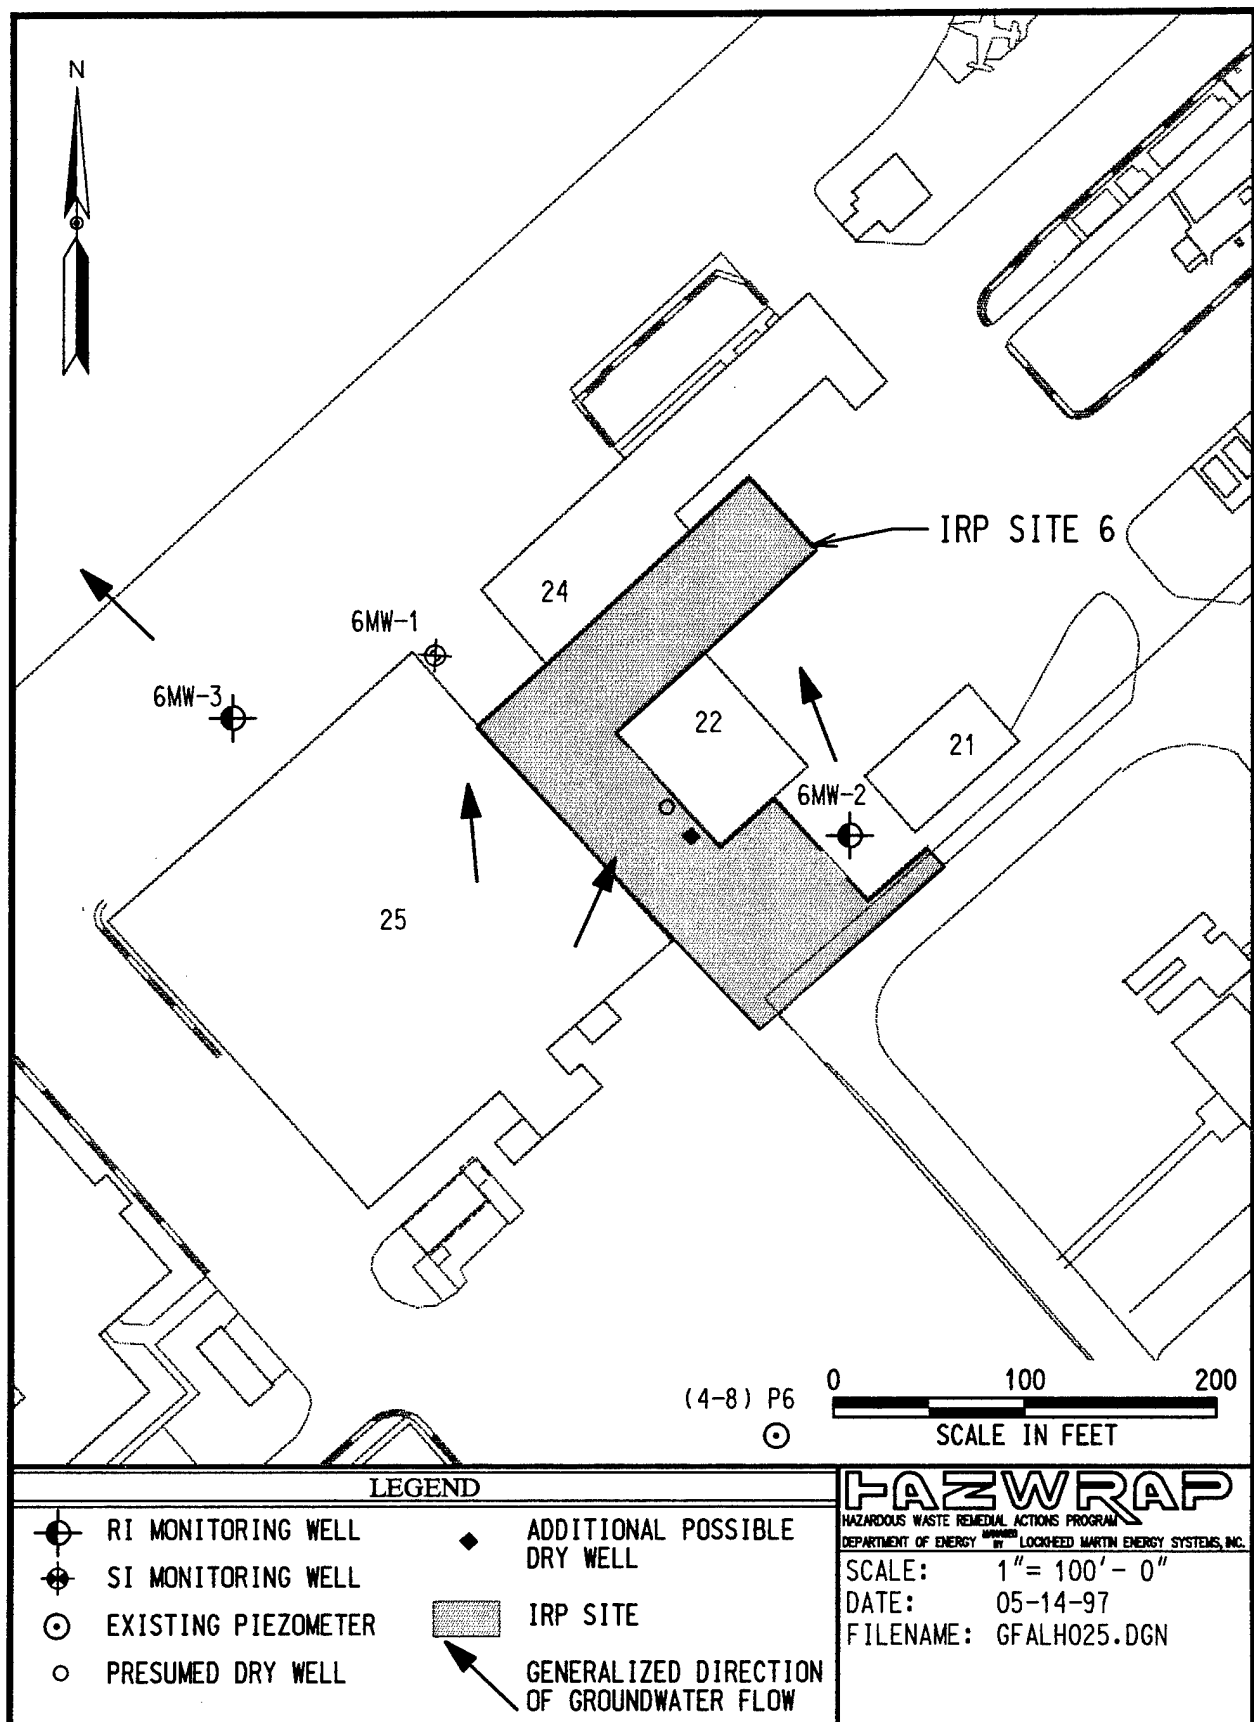 N
IRP SITE 6
24
6MW-1
6MW-3
22
21
6MW-2
25
(4-8) P6
0 100 200
SCALE IN FEET
LEGEND
RI MONITORING WELL
SI MONITORING WELL
EXISTING PIEZOMETER
PRESUMED DRY WELL
ADDITIONAL POSSIBLE
DRY WELL
IRP SITE
GENERALIZED DIRECTION
OF GROUNDWATER FLOW
HAZWRAP
HAZARDOUS WASTE REMEDIAL ACTIONS PROGRAM
DEPARTMENT OF ENERGY MANAGED BY LOCKHEED MARTIN ENERGY SYSTEMS, INC.
SCALE: 1"= 100'- 0"
DATE: 05-14-97
FILENAME: GFALH025.DGN